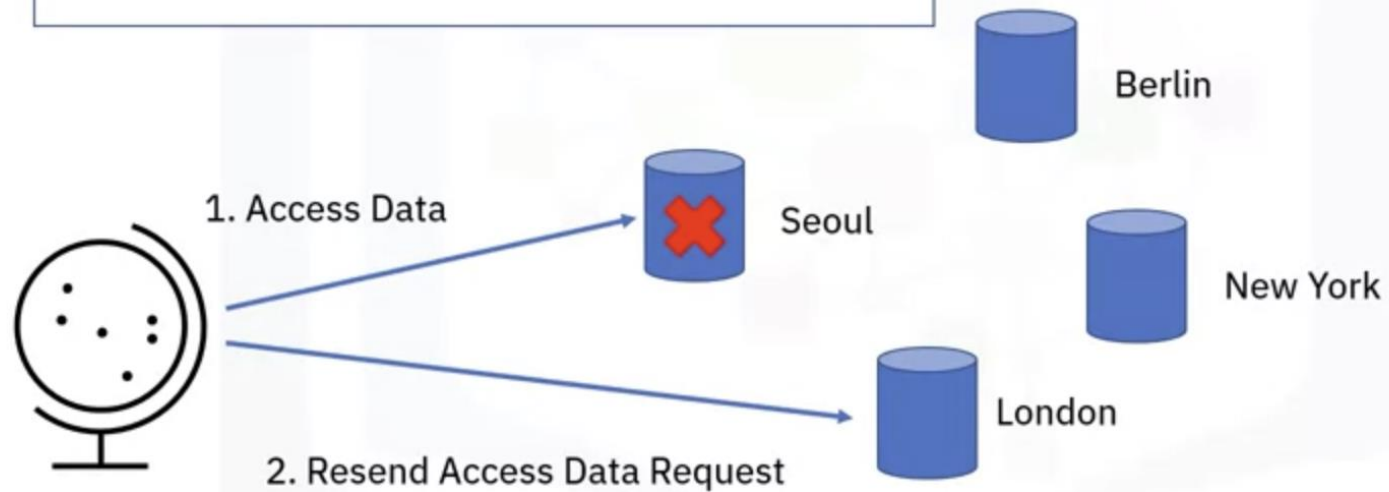 Berlin
1. Access Data
Seoul
New York
London
2. Resend Access Data Request